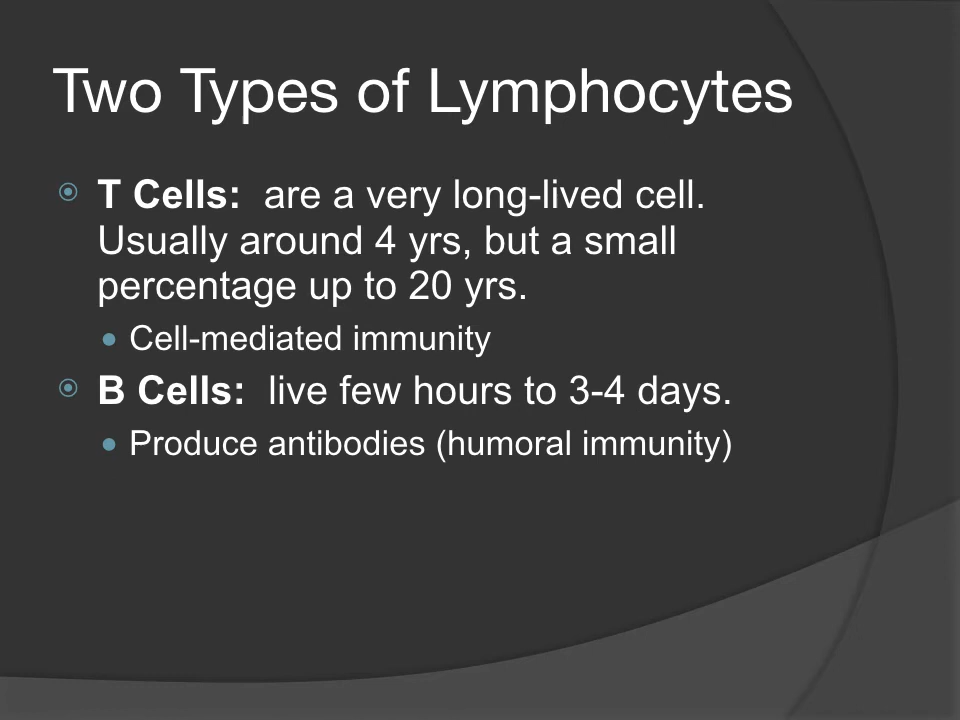 Two Types of Lymphocytes
T Cells: are a very long-lived cell.
Usually around 4 yrs, but a small
percentage up to 20 yrs.
Cell-mediated immunity
B Cells: live few hours to 3-4 days.
Produce antibodies (humoral immunity)